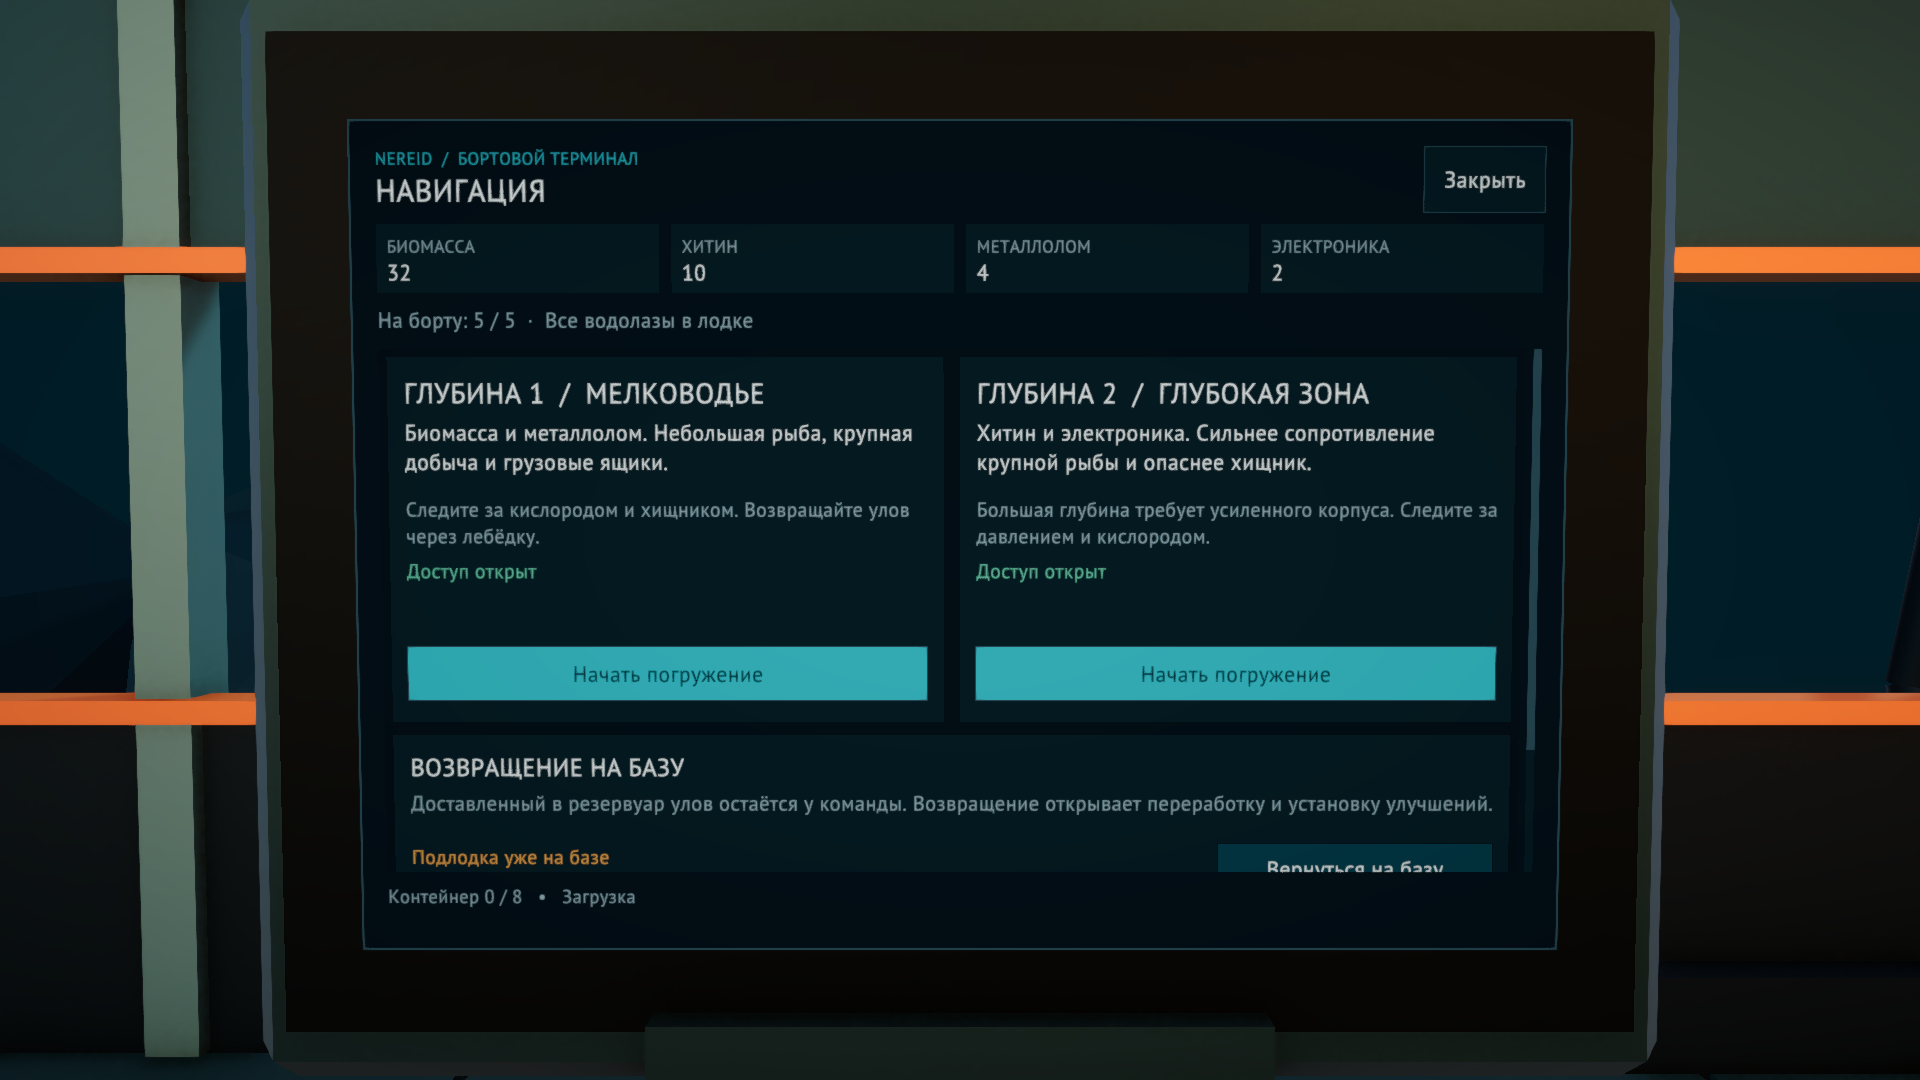 NEREID / БОРТОВОЙ ТЕРМИНАЛ
НАВИГАЦИЯ
Закрыть
БИОМАССА
32
ХИТИН
10
МЕТАЛЛОЛОМ
4
ЭЛЕКТРОНИКА
2
На борту: 5 / 5 · Все водолазы в лодке
ГЛУБИНА 1 / МЕЛКОВОДЬЕ
Биомасса и металлолом. Небольшая рыба, крупная
добыча и грузовые ящики.
Следите за кислородом и хищником. Возвращайте улов
через лебёдку.
Доступ открыт
Начать погружение
ГЛУБИНА 2 / ГЛУБОКАЯ ЗОНА
Хитин и электроника. Сильнее сопротивление
крупной рыбы и опаснее хищник.
Большая глубина требует усиленного корпуса. Следите за
давлением и кислородом.
Доступ открыт
Начать погружение
ВОЗВРАЩЕНИЕ НА БАЗУ
Доставленный в резервуар улов остаётся у команды. Возвращение открывает переработку и установку улучшений.
Подлодка уже на базе
Вернуться на базу
Контейнер 0 / 8 • Загрузка